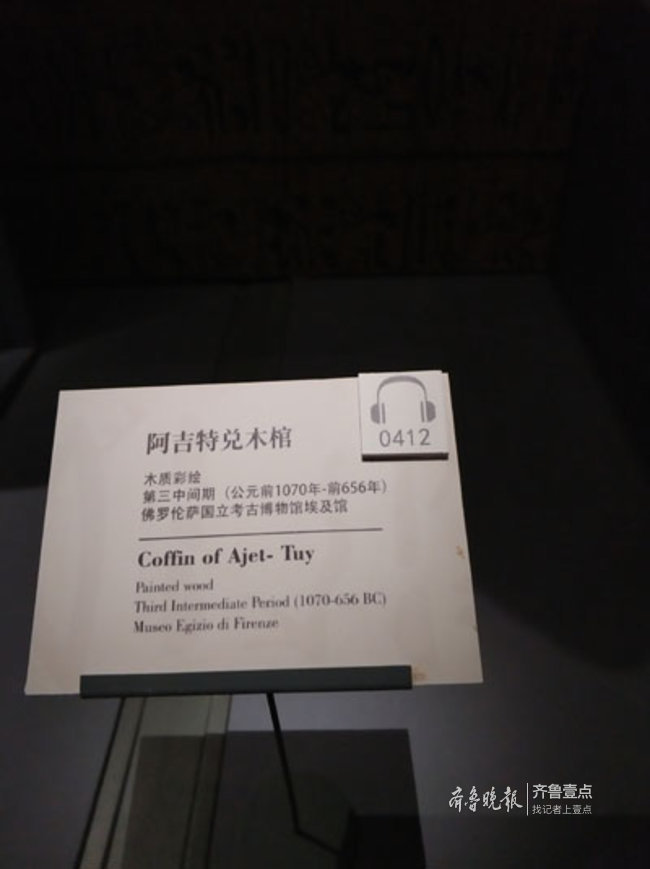 0412
阿吉特兑木棺
木质彩绘
第三中间期（公元前1070年-前656年）
佛罗伦萨国立考古博物馆埃及馆
Coffin of Ajet- Tuy
Painted wood
Third Intermediate Period (1070-656 BC)
Museo Egizio di Firenze
齐鲁晚报
齐鲁壹点
找记者上壹点